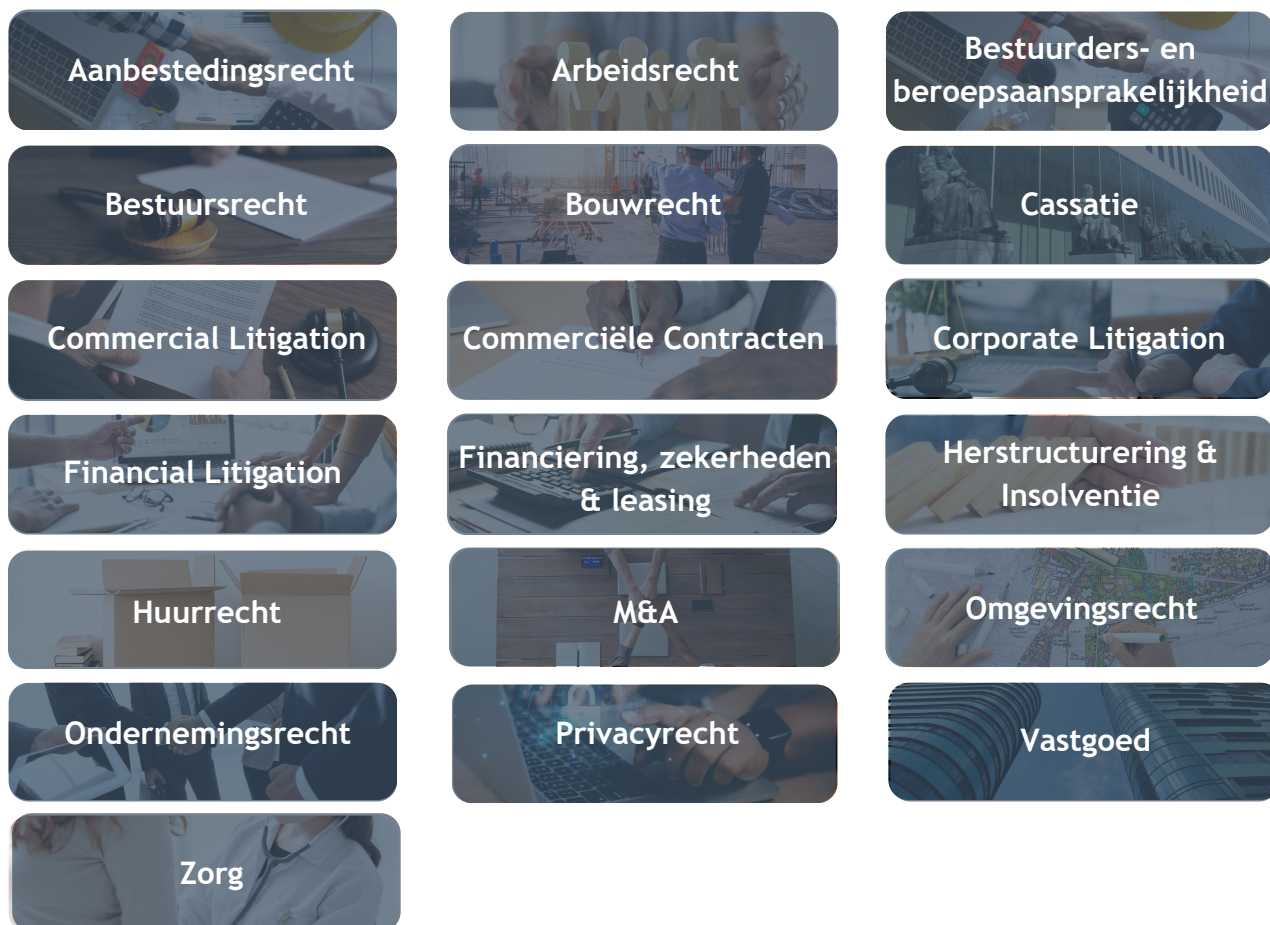 Aanbestedingsrecht
Arbeidsrecht
Bestuurders- en
beroepsaansprakelijkheid
Bestuursrecht
Bouwrecht
Cassatie
Commercial Litigation
Commerciële Contracten
Corporate Litigation
Financial Litigation
Financiering, zekerheden
& leasing
Herstructurering &
Insolventie
Huurrecht
M&A
Omgevingsrecht
Ondernemingsrecht
Privacyrecht
Vastgoed
Zorg